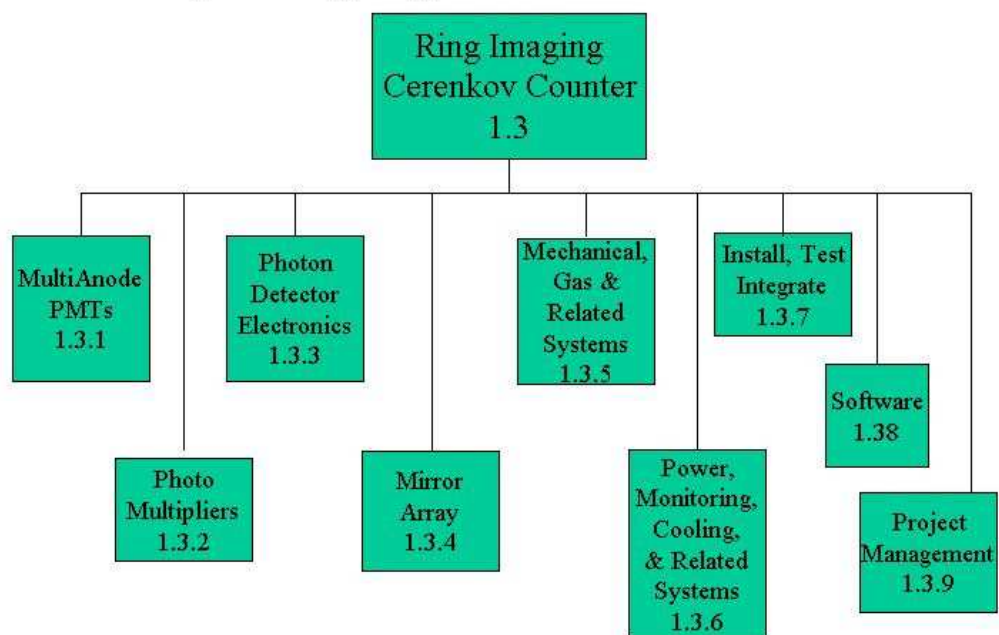 Ring Imaging
Cerenkov Counter
1.3
MultiAnode
PMTs
1.3.1
Photo
Multipliers
1.3.2
Photon
Detector
Electronics
1.3.3
Mirror
Array
1.3.4
Mechanical,
Gas &
Related
Systems
1.3.5
Power,
Monitoring,
Cooling,
& Related
Systems
1.3.6
Install, Test
Integrate
1.3.7
Software
1.38
Project
Management
1.3.9